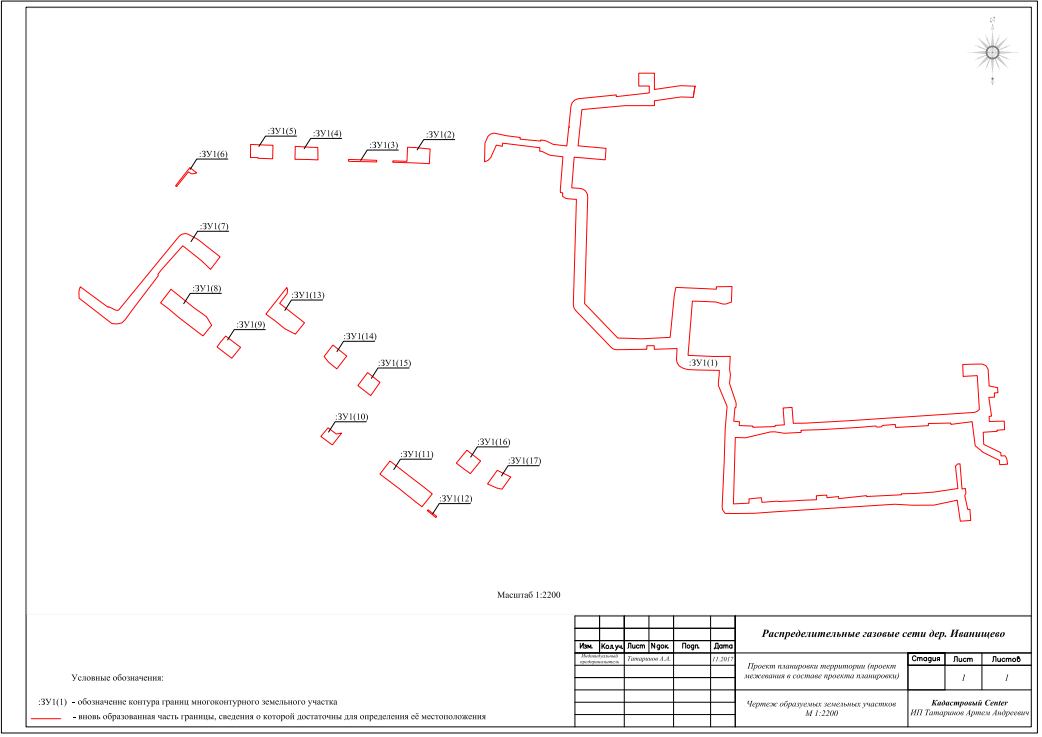 :ЗУ1(5)
:ЗУ1(4)
:ЗУ1(3)
:ЗУ1(2)
:ЗУ1(6)
:ЗУ1(7)
:ЗУ1(8)
:ЗУ1(13)
:ЗУ1(9)
:ЗУ1(14)
:ЗУ1(15)
:ЗУ1(1)
:ЗУ1(10)
:ЗУ1(16)
:ЗУ1(11)
:ЗУ1(17)
:ЗУ1(12)
Масштаб 1:2200
Условные обозначения:
:ЗУ1(1) - обозначение контура границ многоконтурного земельного участка
- вновь образованная часть границы, сведения о которой достаточны для определения её местоположения
Распределительные газовые сети дер. Иванищево
Изм. Кол.уч. Лист Nдок. Подп. Дата
Индивидуальный
предприниматель Татаринов А.А. 11.2017
Проект планировки территории (проект
межевания в составе проекта планировки)
Стадия Лист Листов
1 1
Чертеж образуемых земельных участков
М 1:2200
Кадастровый Center
ИП Татаринов Артем Андреевич